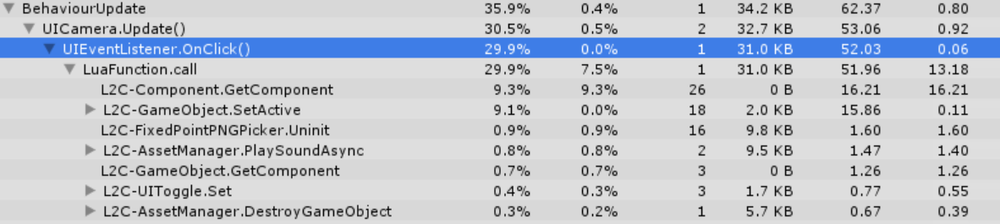 BehaviourUpdate 35.9% 0.4% 1 34.2 KB 62.37 0.80
UICamera.Update() 30.5% 0.5% 2 32.7 KB 53.06 0.92
UIEventListener.OnClick() 29.9% 0.0% 1 31.0 KB 52.03 0.06
LuaFunction.call 29.9% 7.5% 1 31.0 KB 51.96 13.18
L2C-Component.GetComponent 9.3% 9.3% 26 0 B 16.21 16.21
L2C-GameObject.SetActive 9.1% 0.0% 18 2.0 KB 15.86 0.11
L2C-FixedPointPNGPicker.Uninit 0.9% 0.9% 16 9.8 KB 1.60 1.60
L2C-AssetManager.PlaySoundAsync 0.8% 0.8% 2 9.5 KB 1.47 1.40
L2C-GameObject.GetComponent 0.7% 0.7% 3 0 B 1.26 1.26
L2C-UIToggle.Set 0.4% 0.3% 3 1.7 KB 0.77 0.55
L2C-AssetManager.DestroyGameObject 0.3% 0.2% 1 5.7 KB 0.67 0.39